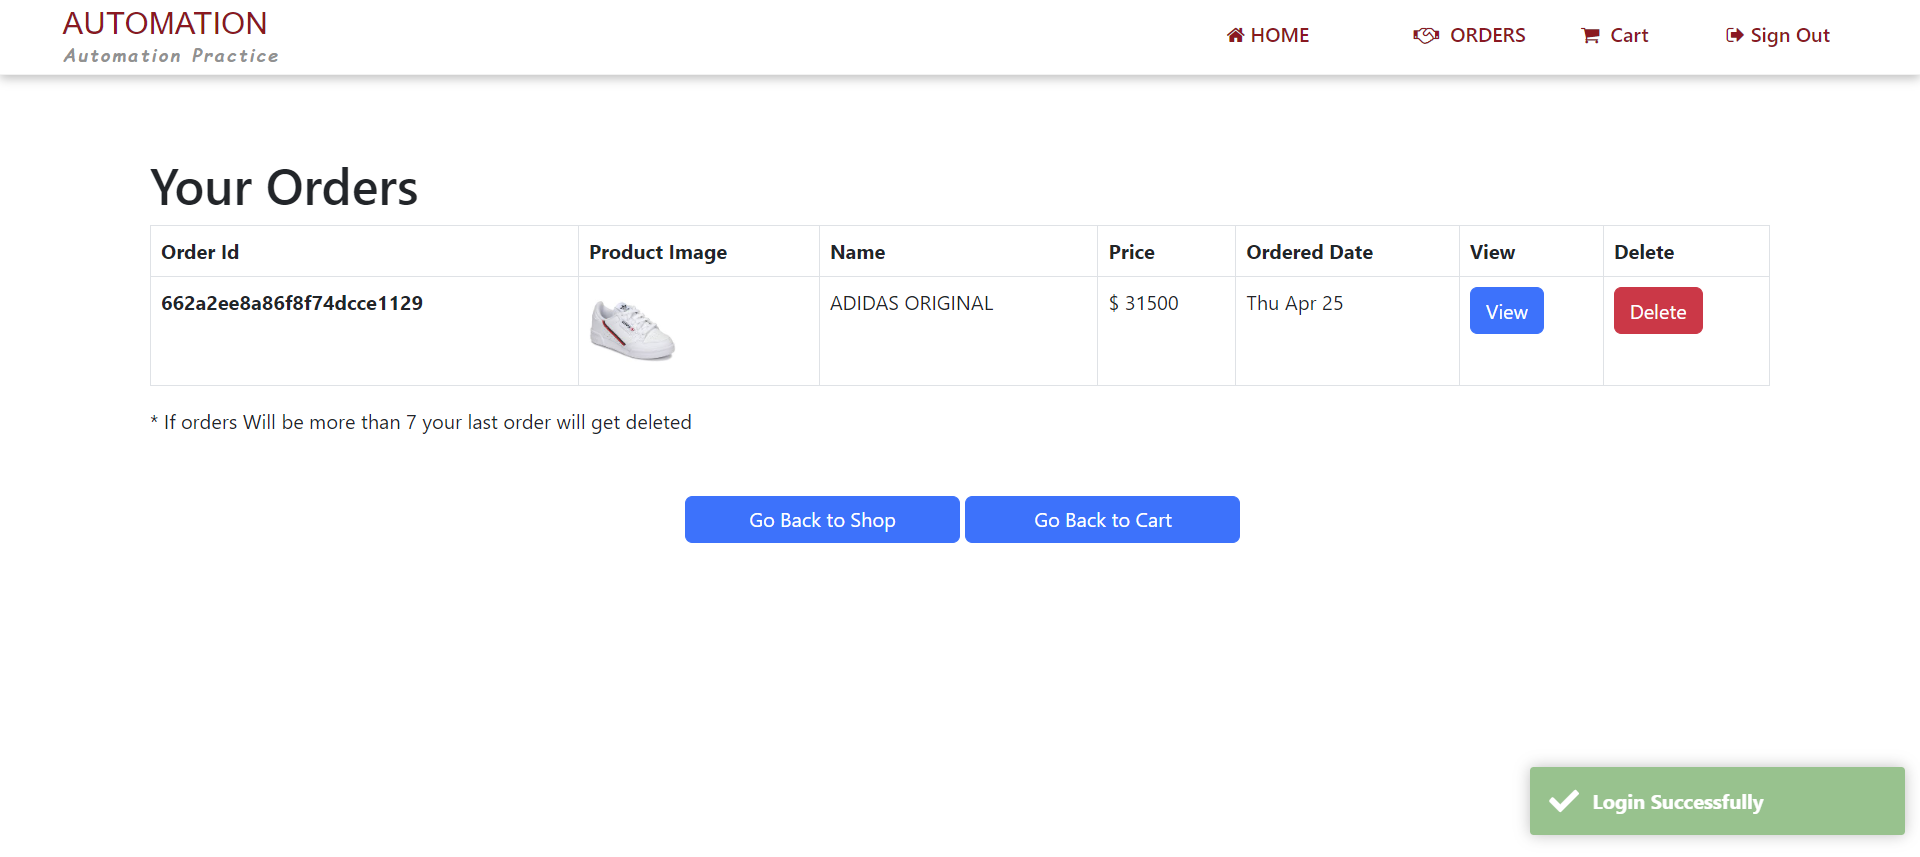 AUTOMATION
Automation Practice
HOME
ORDERS
Cart
Sign Out
Your Orders
Order Id Product Image Name Price Ordered Date View Delete
662a2ee8a86f8f74dcce1129 ADIDAS ORIGINAL $ 31500 Thu Apr 25 View Delete
* If orders Will be more than 7 your last order will get deleted
Go Back to Shop Go Back to Cart
Login Successfully